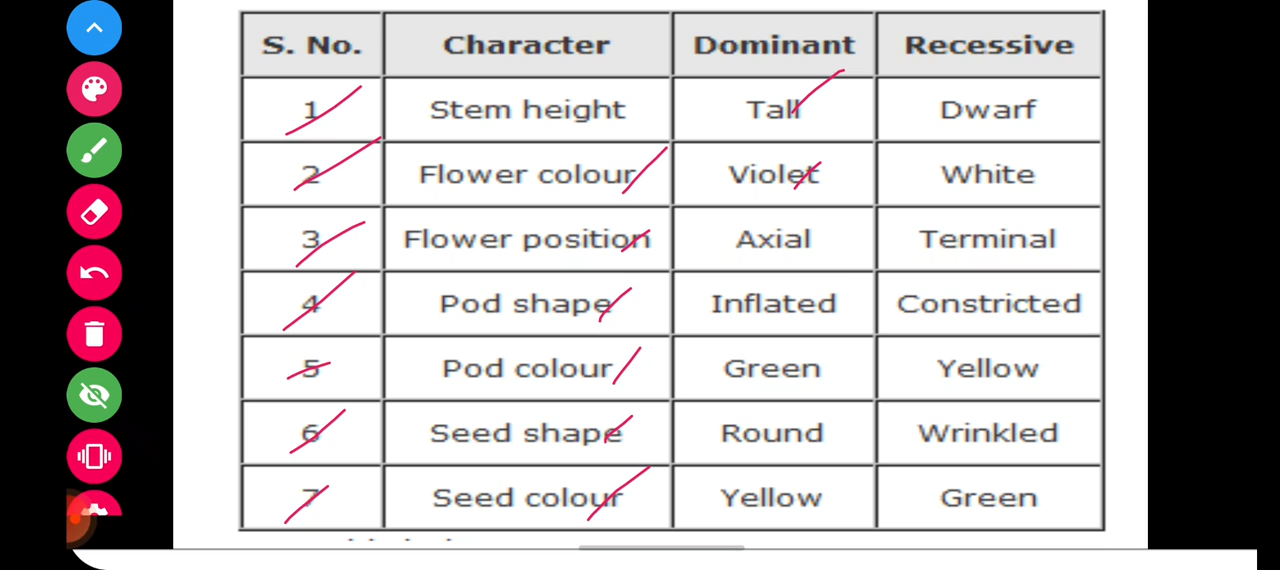 S. No. Character Dominant Recessive
1 Stem height Tall Dwarf
2 Flower colour Violet White
3 Flower position Axial Terminal
4 Pod shape Inflated Constricted
5 Pod colour Green Yellow
6 Seed shape Round Wrinkled
7 Seed colour Yellow Green